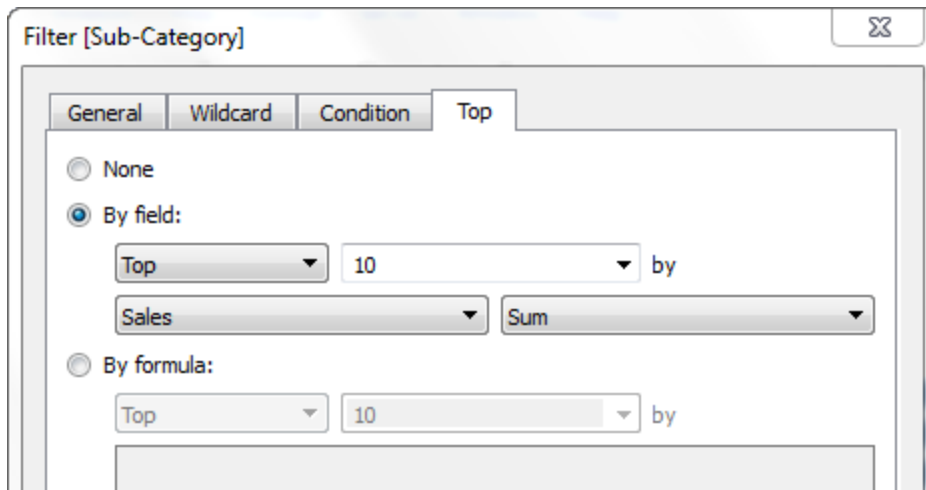 Filter [Sub-Category]
General Wildcard Condition Top
None
By field:
Top 10 by
Sales Sum
By formula:
Top 10 by